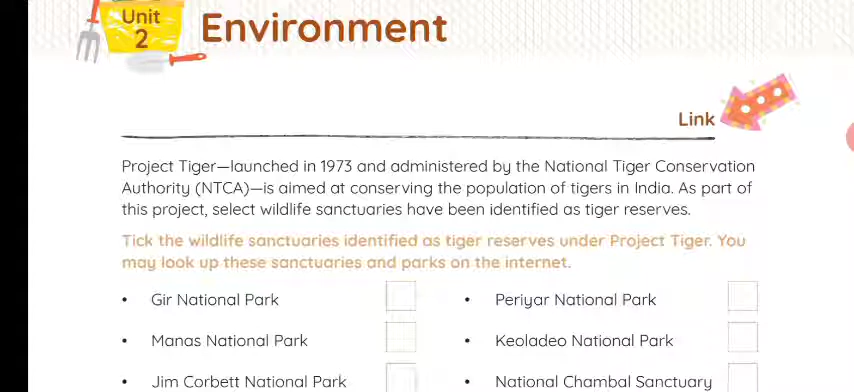 Unit
2
Environment
Link
Project Tiger—launched in 1973 and administered by the National Tiger Conservation
Authority (NTCA)—is aimed at conserving the population of tigers in India. As part of
this project, select wildlife sanctuaries have been identified as tiger reserves.
Tick the wildlife sanctuaries identified as tiger reserves under Project Tiger. You
may look up these sanctuaries and parks on the internet.
• Gir National Park
• Periyar National Park
• Manas National Park
• Keoladeo National Park
• Jim Corbett National Park
• National Chambal Sanctuary